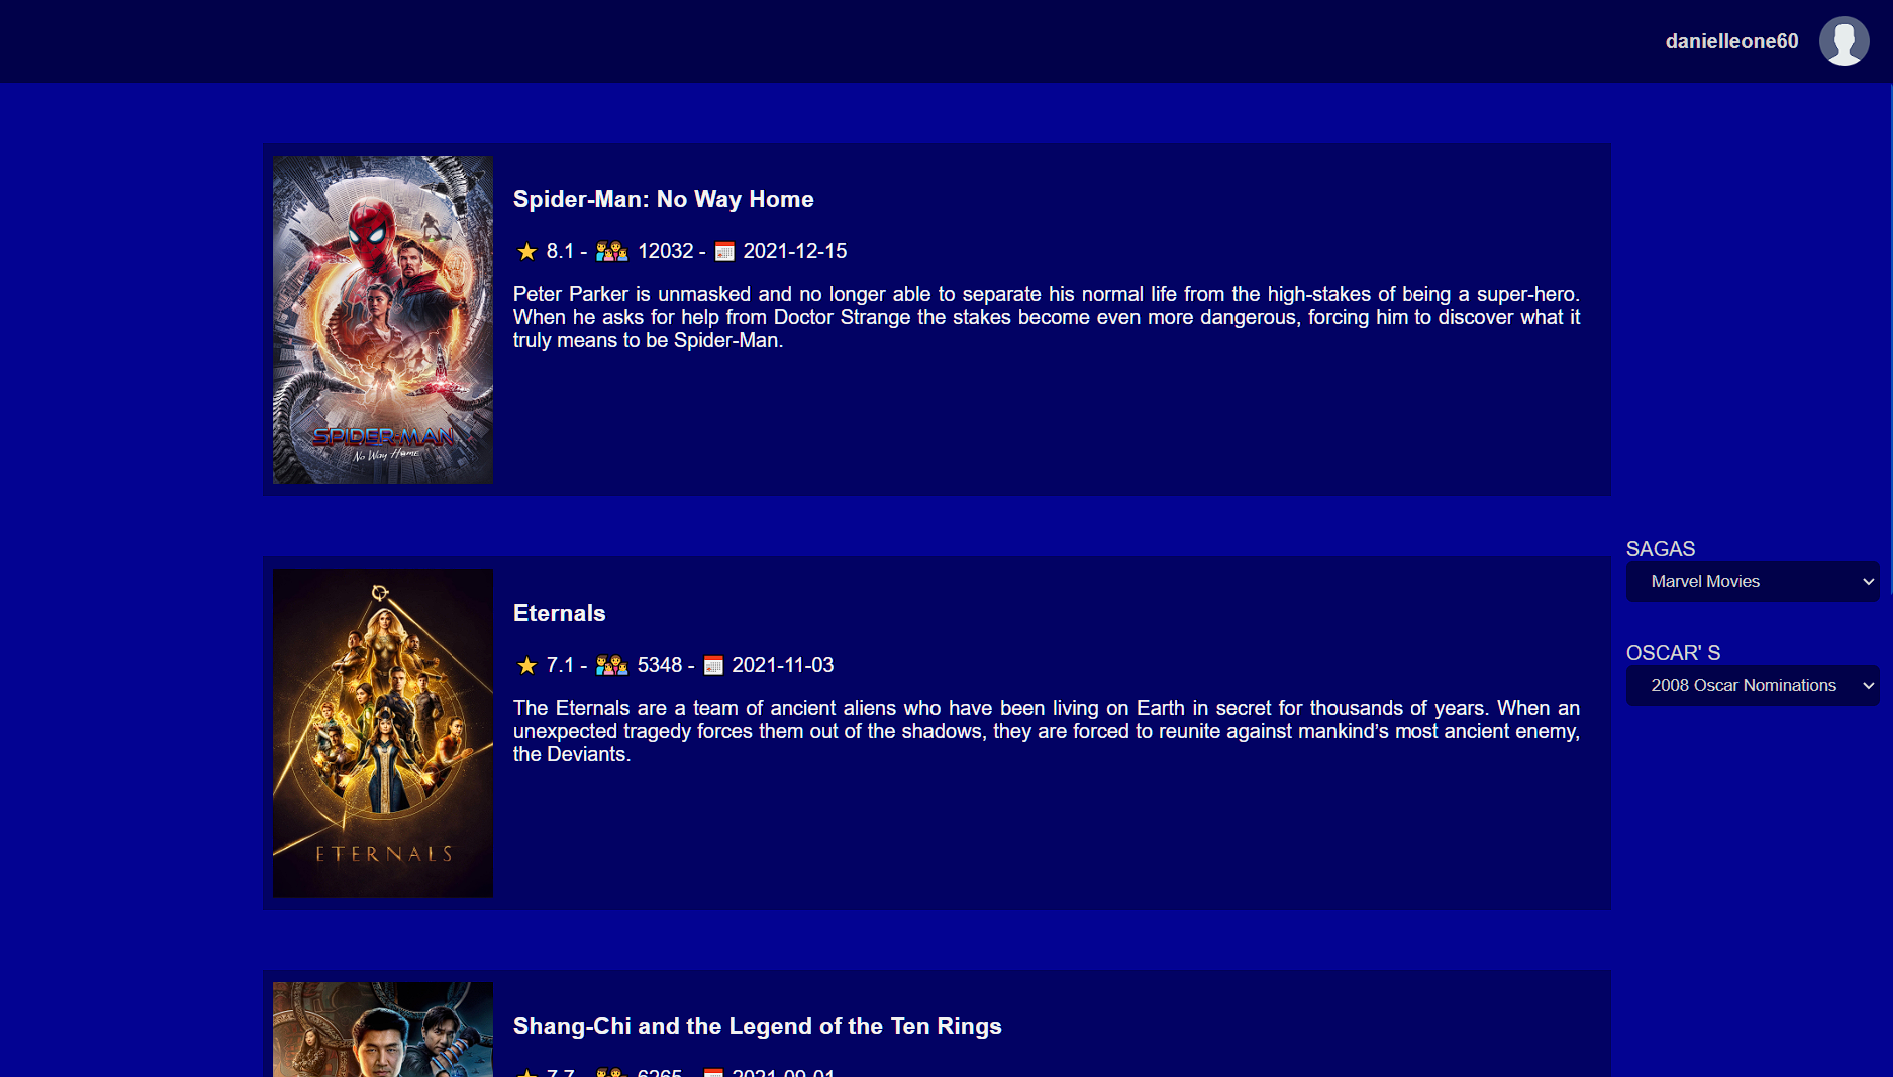 danielleone60
Spider-Man: No Way Home
8.1 - 12032 - 2021-12-15
Peter Parker is unmasked and no longer able to separate his normal life from the high-stakes of being a super-hero.
When he asks for help from Doctor Strange the stakes become even more dangerous, forcing him to discover what it
truly means to be Spider-Man.
SPIDER-MAN
No Way Home
SAGAS
Marvel Movies
OSCAR' S
2008 Oscar Nominations
Eternals
7.1 - 5348 - 2021-11-03
The Eternals are a team of ancient aliens who have been living on Earth in secret for thousands of years. When an
unexpected tragedy forces them out of the shadows, they are forced to reunite against mankind’s most ancient enemy,
the Deviants.
ETERNALS
Shang-Chi and the Legend of the Ten Rings
7.7 - 6265 - 2021-09-01